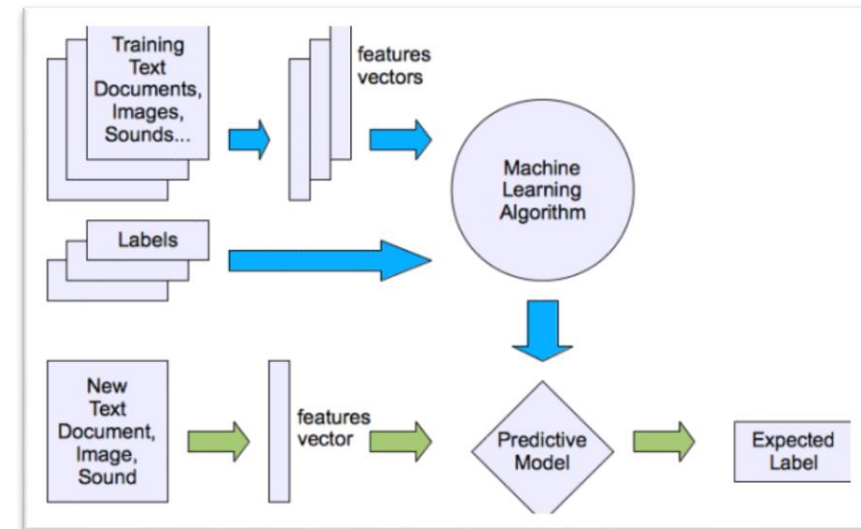 Training
Text
Documents,
Images,
Sounds...
features
vectors
Machine
Learning
Algorithm
Labels
New
Text
Document,
Image,
Sound
features
vector
Predictive
Model
Expected
Label